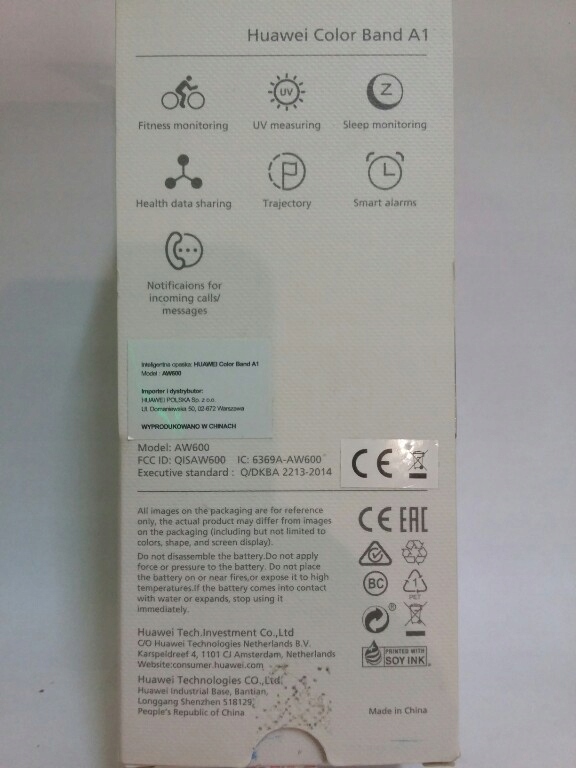 Huawei Color Band A1
UV
Z
Fitness monitoring UV measuring Sleep monitoring
Health data sharing Trajectory Smart alarms
Notificaions for
incoming calls/
messages
Inteligentna opaska: HUAWEI Color Band A1
Model : AW600
Importer i dystrybutor:
HUAWEI POLSKA Sp. z o.o.
Ul. Domaniewska 50, 02-672 Warszawa
WYPRODUKOWANO W CHINACH
Model: AW600
FCC ID: QISAW600 IC: 6369A-AW600
Executive standard : Q/DKBA 2213-2014
CE
All images on the packaging are for reference
only, the actual product may differ from images
on the packaging (including but not limited to
colors, shape, and screen display).
Do not disassemble the battery.Do not apply
force or pressure to the battery. Do not place
the battery on or near fires,or expose it to high
temperatures.If the battery comes into contact
with water or expands, stop using it
immediately.
CE EAC
BC
1
PET
®
PRINTED WITH
SOY INK
Huawei Tech.Investment Co.,Ltd
C/O Huawei Technologies Netherlands B.V.
Karspeldreef 4, 1101 CJ Amsterdam, Netherlands
Website:consumer.huawei.com
Huawei Technologies CO.,Ltd.
Huawei Industrial Base, Bantian,
Longgang Shenzhen 518129,
People's Republic of China
Made in China